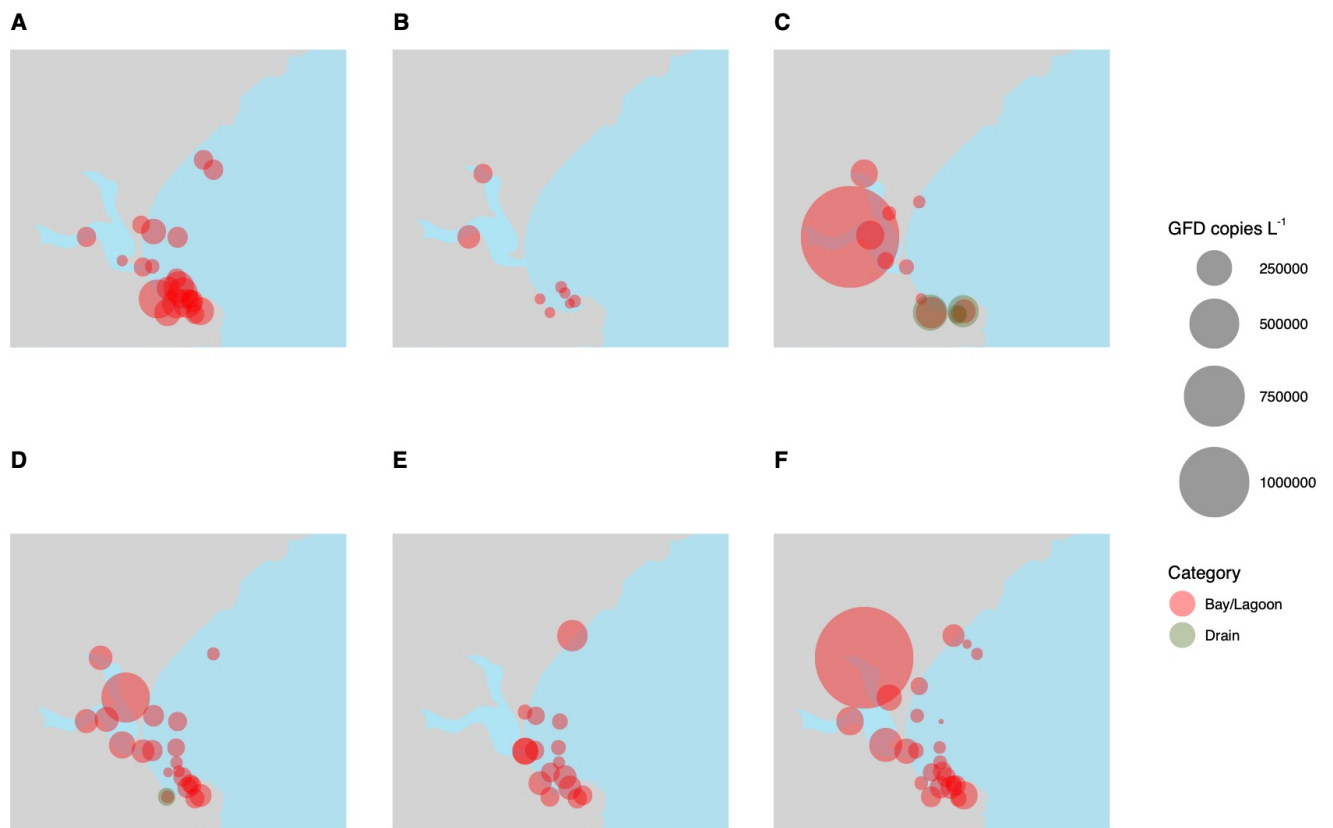 A
B
C
GFD copies L⁻¹
250000
500000
750000
1000000
D
E
F
Category
Bay/Lagoon
Drain